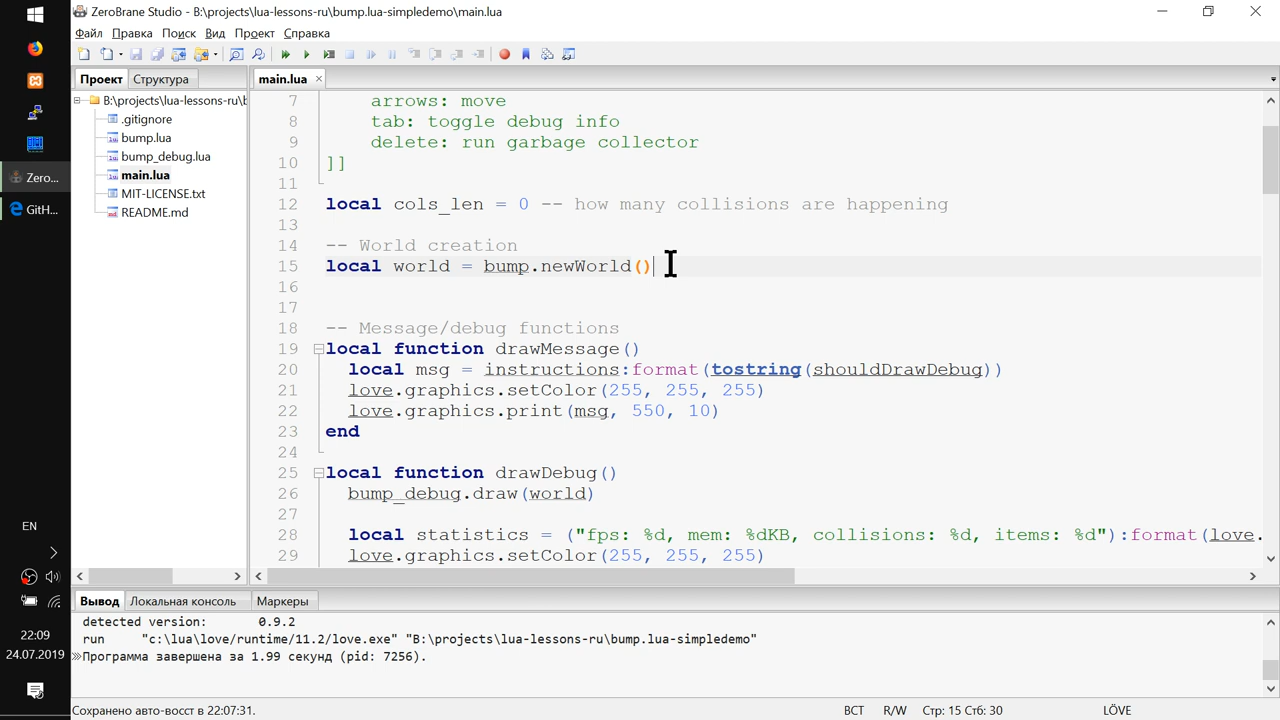 ZeroBrane Studio - B:\projects\lua-lessons-ru\bump.lua-simpledemo\main.lua
Файл Правка Поиск Вид Проект Справка
Проект Структура
main.lua
B:\projects\lua-lessons-ru\b
.gitignore
bump.lua
bump_debug.lua
main.lua
MIT-LICENSE.txt
README.md
7 arrows: move
8 tab: toggle debug info
9 delete: run garbage collector
10 ]]
11
12 local cols_len = 0 -- how many collisions are happening
13
14 -- World creation
15 local world = bump.newWorld()
16
17
18 -- Message/debug functions
19 local function drawMessage()
20 local msg = instructions:format(tostring(shouldDrawDebug))
21 love.graphics.setColor(255, 255, 255)
22 love.graphics.print(msg, 550, 10)
23 end
24
25 local function drawDebug()
26 bump_debug.draw(world)
27
28 local statistics = ("fps: %d, mem: %dKB, collisions: %d, items: %d"):format(love.
29 love.graphics.setColor(255, 255, 255)
Zero...
GitH...
EN
22:09
24.07.2019
Вывод Локальная консоль Маркеры
detected version: 0.9.2
run "c:\lua\love/runtime/11.2/love.exe" "B:\projects\lua-lessons-ru\bump.lua-simpledemo"
Программа завершена за 1.99 секунд (pid: 7256).
Сохранено авто-восст в 22:07:31. ВСТ R/W Стр: 15 Стб: 30 LÖVE